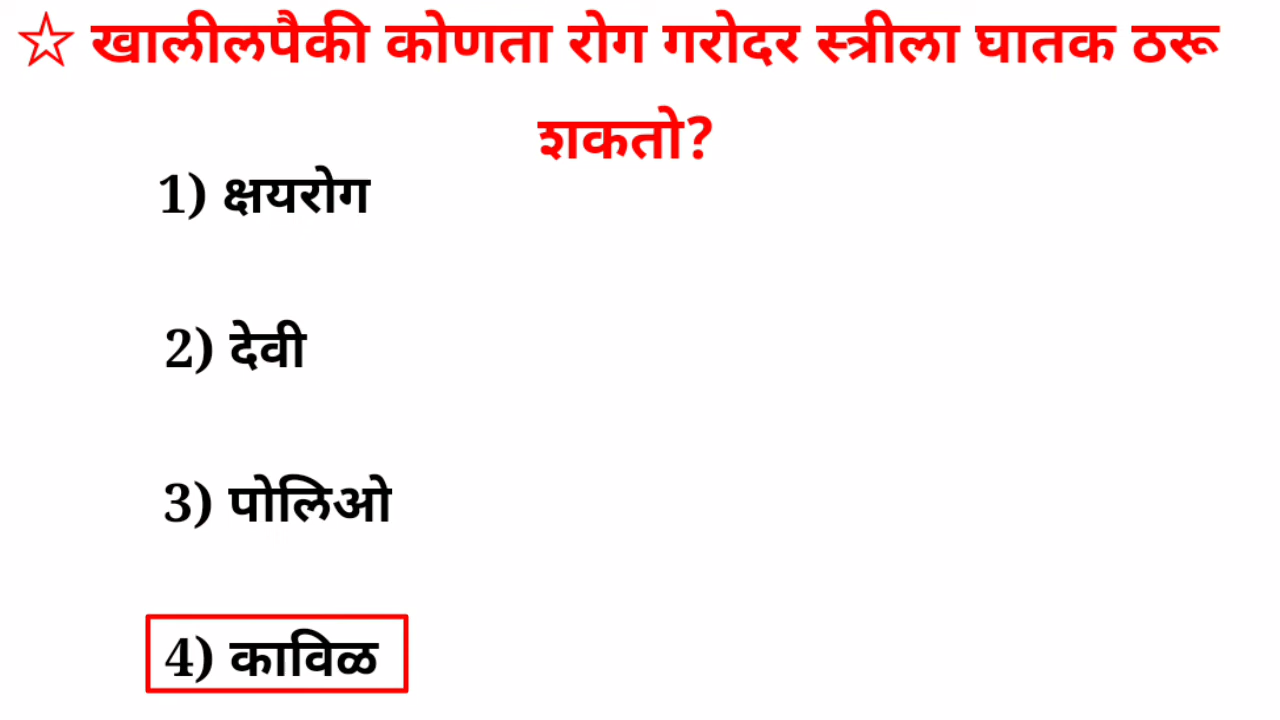 ☆ खालीलपैकी कोणता रोग गरोदर स्त्रीला घातक ठरू
शकतो?
1) क्षयरोग
2) देवी
3) पोलिओ
4) काविळ